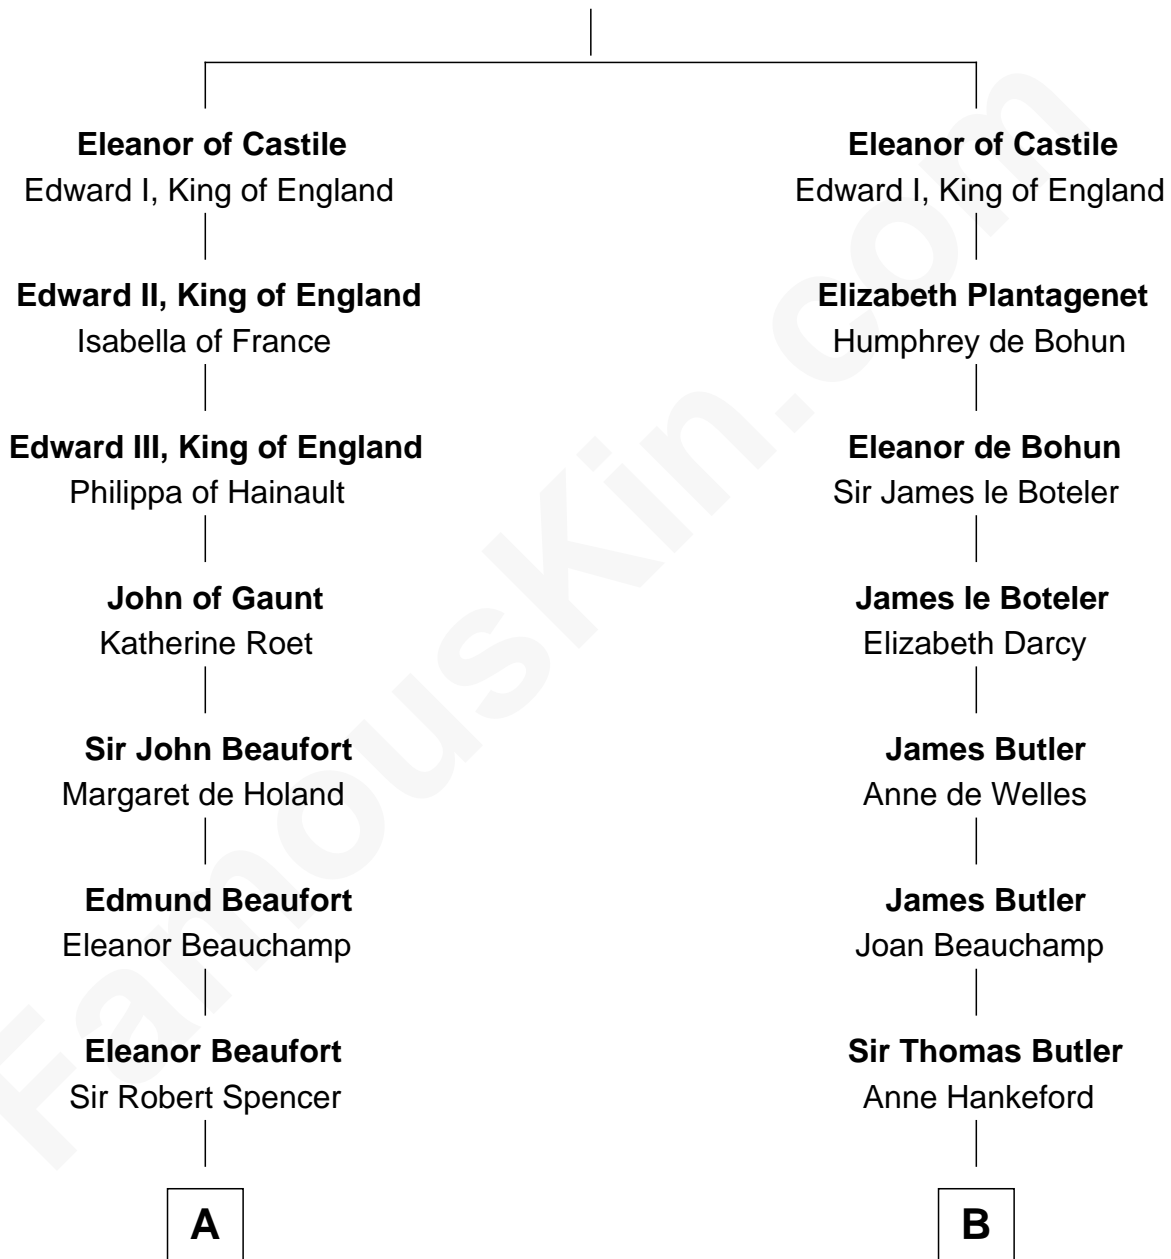 Eleanor of Castile
Edward I, King of England
Edward II, King of England
Isabella of France
Edward III, King of England
Philippa of Hainault
John of Gaunt
Katherine Roet
Sir John Beaufort
Margaret de Holand
Edmund Beaufort
Eleanor Beauchamp
Eleanor Beaufort
Sir Robert Spencer
A
Eleanor of Castile
Edward I, King of England
Elizabeth Plantagenet
Humphrey de Bohun
Eleanor de Bohun
Sir James le Boteler
James le Boteler
Elizabeth Darcy
James Butler
Anne de Welles
James Butler
Joan Beauchamp
Sir Thomas Butler
Anne Hankeford
B
FamousKin.com